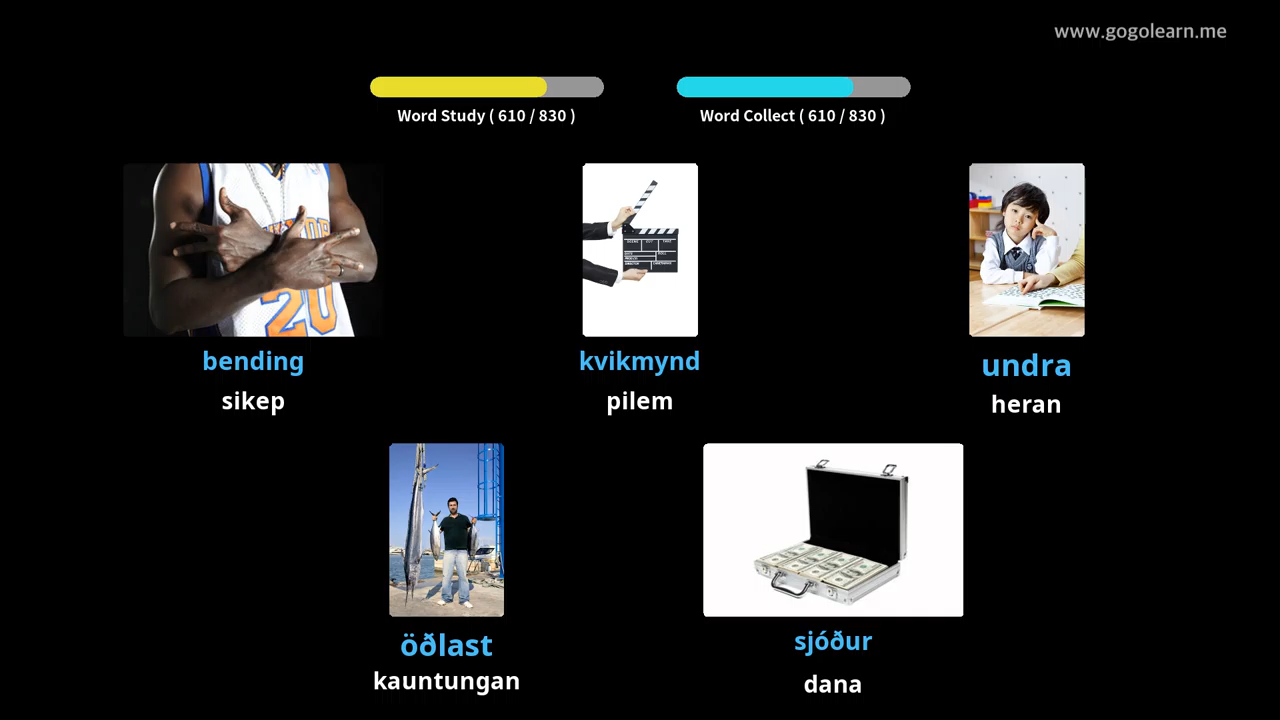 www.gogolearn.me
Word Study ( 610 / 830 )
Word Collect ( 610 / 830 )
20
bending
sikep
kvikmynd
pilem
undra
heran
öðlast
kauntungan
sjóður
dana